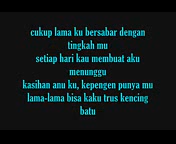 cukup lama ku bersabar dengan
tingkah mu
setiap hari kau membuat aku
menunggu
kasihan anu ku, kepengen punya mu
lama-lama bisa kaku trus kencing
batu